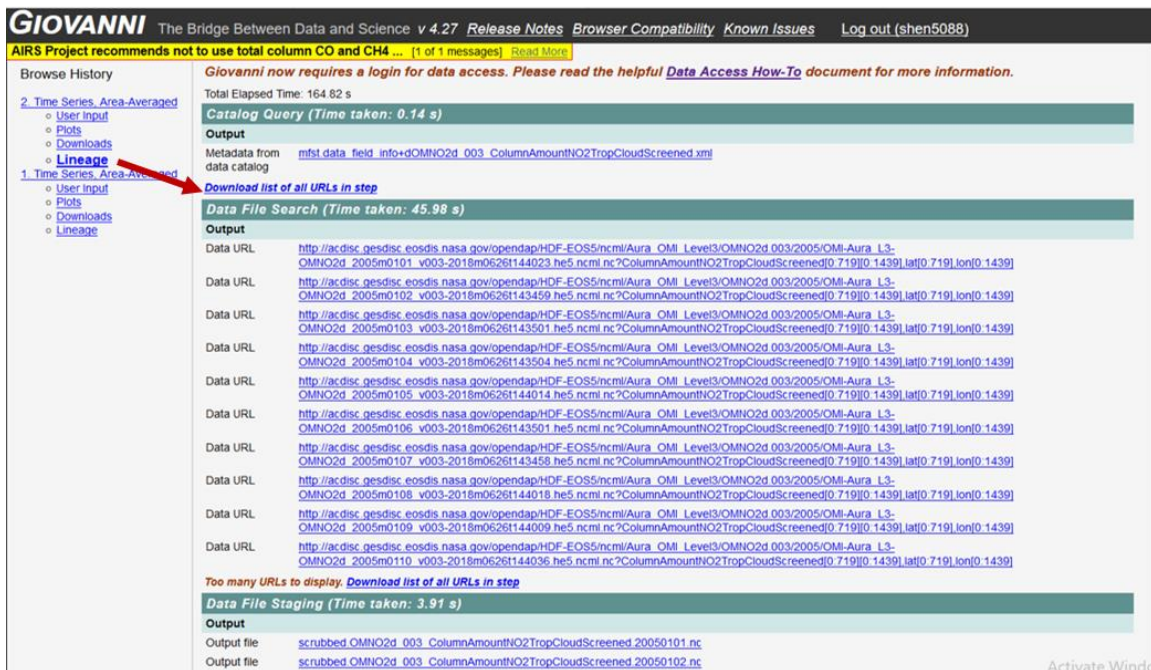 GIOVANNI The Bridge Between Data and Science v 4.27 Release Notes Browser Compatibility Known Issues Log out (shen5088)
AIRS Project recommends not to use total column CO and CH4 ... [1 of 1 messages] Read More
Browse History
2. Time Series, Area-Averaged
User Input
Plots
Downloads
Lineage
1. Time Series, Area-Averaged
User Input
Plots
Downloads
Lineage
Giovanni now requires a login for data access. Please read the helpful Data Access How-To document for more information.
Total Elapsed Time: 164.82 s
Catalog Query (Time taken: 0.14 s)
Output
Metadata from data catalog mfst.data_field_info+dOMNO2d_003_ColumnAmountNO2TropCloudScreened.xml
Download list of all URLs in step
Data File Search (Time taken: 45.98 s)
Output
Data URL http://acdisc.gesdisc.eosdis.nasa.gov/opendap/HDF-EOS5/ncml/Aura_OMI_Level3/OMNO2d.003/2005/OMI-Aura_L3-
OMNO2d_2005m0101_v003-2018m0626t144023.he5.ncml.nc?ColumnAmountNO2TropCloudScreened[0:719][0:1439],lat[0:719],lon[0:1439]
Data URL http://acdisc.gesdisc.eosdis.nasa.gov/opendap/HDF-EOS5/ncml/Aura_OMI_Level3/OMNO2d.003/2005/OMI-Aura_L3-
OMNO2d_2005m0102_v003-2018m0626t143459.he5.ncml.nc?ColumnAmountNO2TropCloudScreened[0:719][0:1439],lat[0:719],lon[0:1439]
Data URL http://acdisc.gesdisc.eosdis.nasa.gov/opendap/HDF-EOS5/ncml/Aura_OMI_Level3/OMNO2d.003/2005/OMI-Aura_L3-
OMNO2d_2005m0103_v003-2018m0626t143501.he5.ncml.nc?ColumnAmountNO2TropCloudScreened[0:719][0:1439],lat[0:719],lon[0:1439]
Data URL http://acdisc.gesdisc.eosdis.nasa.gov/opendap/HDF-EOS5/ncml/Aura_OMI_Level3/OMNO2d.003/2005/OMI-Aura_L3-
OMNO2d_2005m0104_v003-2018m0626t143504.he5.ncml.nc?ColumnAmountNO2TropCloudScreened[0:719][0:1439],lat[0:719],lon[0:1439]
Data URL http://acdisc.gesdisc.eosdis.nasa.gov/opendap/HDF-EOS5/ncml/Aura_OMI_Level3/OMNO2d.003/2005/OMI-Aura_L3-
OMNO2d_2005m0105_v003-2018m0626t144014.he5.ncml.nc?ColumnAmountNO2TropCloudScreened[0:719][0:1439],lat[0:719],lon[0:1439]
Data URL http://acdisc.gesdisc.eosdis.nasa.gov/opendap/HDF-EOS5/ncml/Aura_OMI_Level3/OMNO2d.003/2005/OMI-Aura_L3-
OMNO2d_2005m0106_v003-2018m0626t143501.he5.ncml.nc?ColumnAmountNO2TropCloudScreened[0:719][0:1439],lat[0:719],lon[0:1439]
Data URL http://acdisc.gesdisc.eosdis.nasa.gov/opendap/HDF-EOS5/ncml/Aura_OMI_Level3/OMNO2d.003/2005/OMI-Aura_L3-
OMNO2d_2005m0107_v003-2018m0626t143458.he5.ncml.nc?ColumnAmountNO2TropCloudScreened[0:719][0:1439],lat[0:719],lon[0:1439]
Data URL http://acdisc.gesdisc.eosdis.nasa.gov/opendap/HDF-EOS5/ncml/Aura_OMI_Level3/OMNO2d.003/2005/OMI-Aura_L3-
OMNO2d_2005m0108_v003-2018m0626t144018.he5.ncml.nc?ColumnAmountNO2TropCloudScreened[0:719][0:1439],lat[0:719],lon[0:1439]
Data URL http://acdisc.gesdisc.eosdis.nasa.gov/opendap/HDF-EOS5/ncml/Aura_OMI_Level3/OMNO2d.003/2005/OMI-Aura_L3-
OMNO2d_2005m0109_v003-2018m0626t144009.he5.ncml.nc?ColumnAmountNO2TropCloudScreened[0:719][0:1439],lat[0:719],lon[0:1439]
Data URL http://acdisc.gesdisc.eosdis.nasa.gov/opendap/HDF-EOS5/ncml/Aura_OMI_Level3/OMNO2d.003/2005/OMI-Aura_L3-
OMNO2d_2005m0110_v003-2018m0626t144036.he5.ncml.nc?ColumnAmountNO2TropCloudScreened[0:719][0:1439],lat[0:719],lon[0:1439]
Too many URLs to display. Download list of all URLs in step
Data File Staging (Time taken: 3.91 s)
Output
Output file scrubbed.OMNO2d_003_ColumnAmountNO2TropCloudScreened.20050101.nc
Output file scrubbed.OMNO2d_003_ColumnAmountNO2TropCloudScreened.20050102.nc
Activate Windo